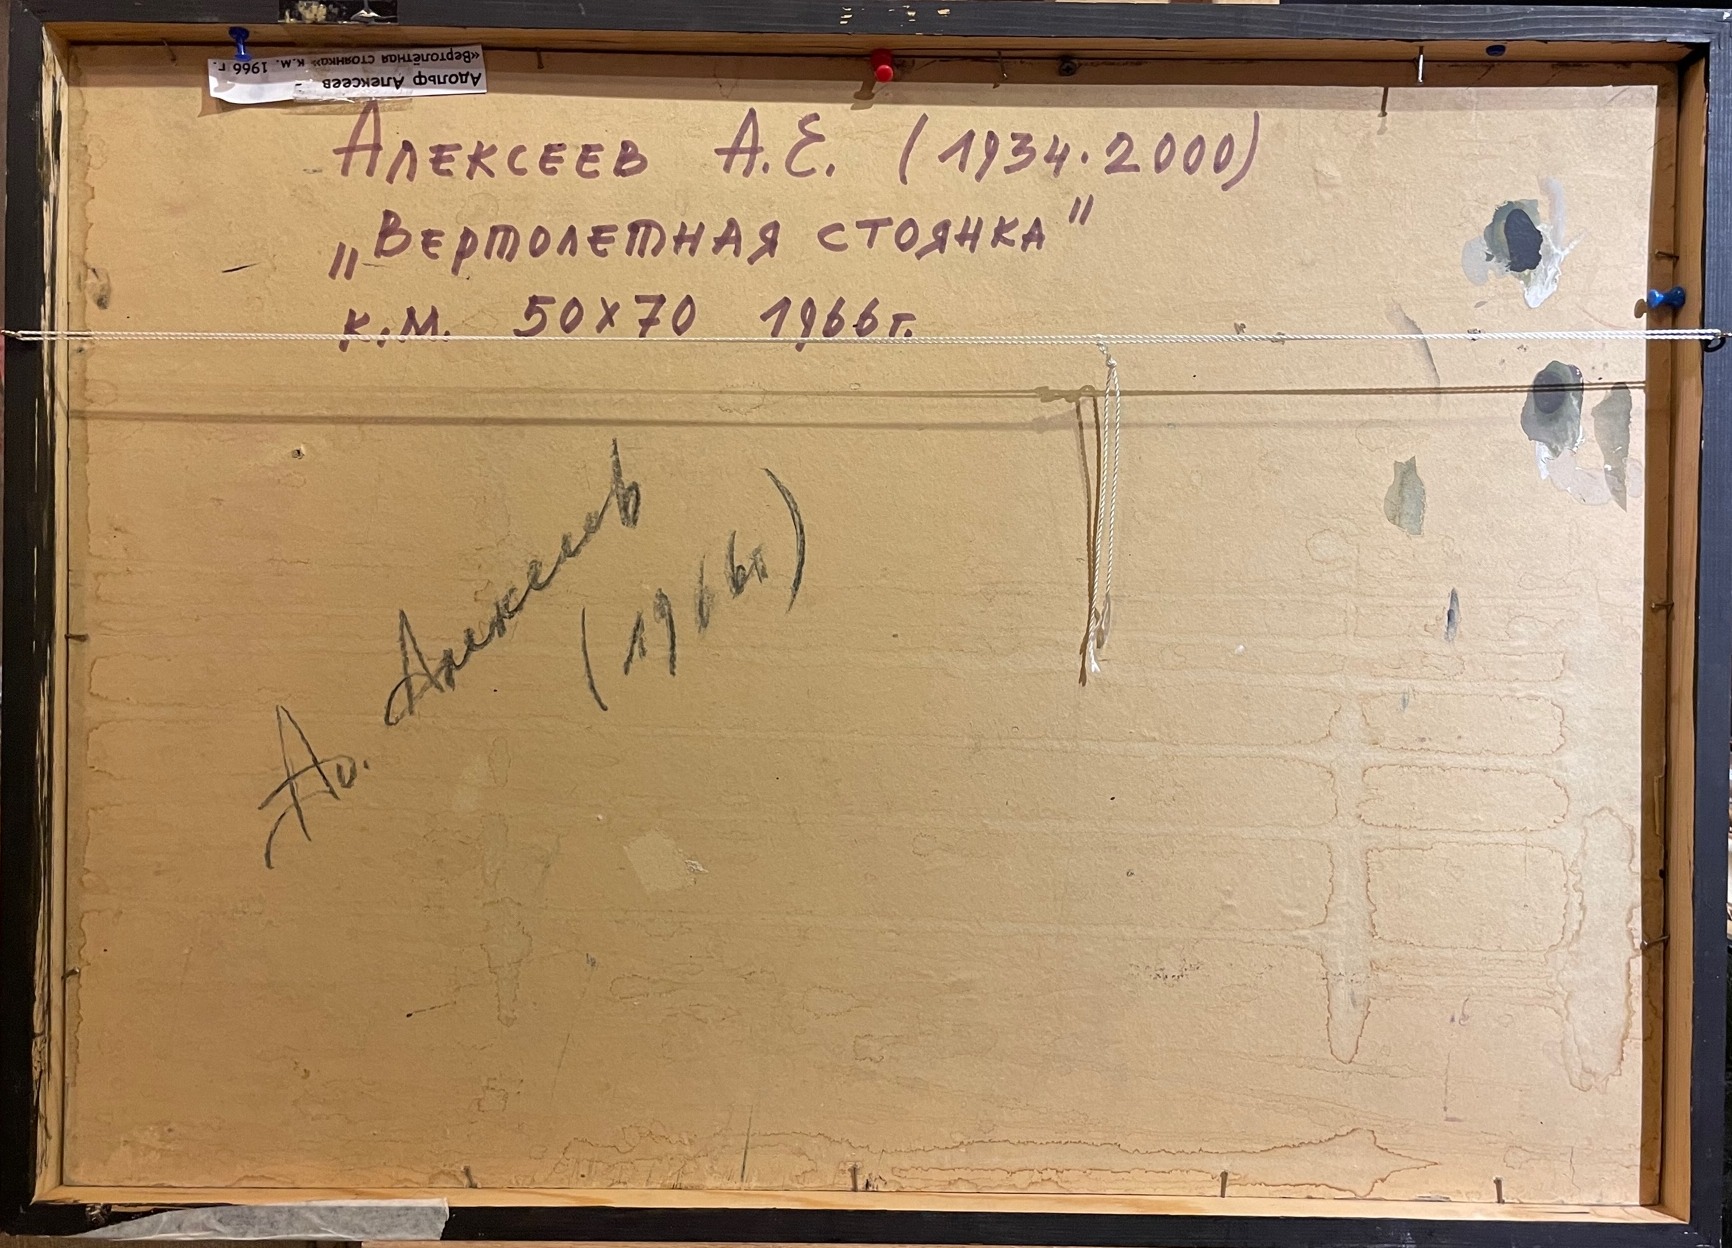 Адольф Алексеев -
«Вертолётная стоянка» к.м. 1966 г.
Алексеев А.Е. (1934-2000)
„Вертолетная стоянка"
к.м. 50х70 1966г.
Ад. Алексеев
(1966г)